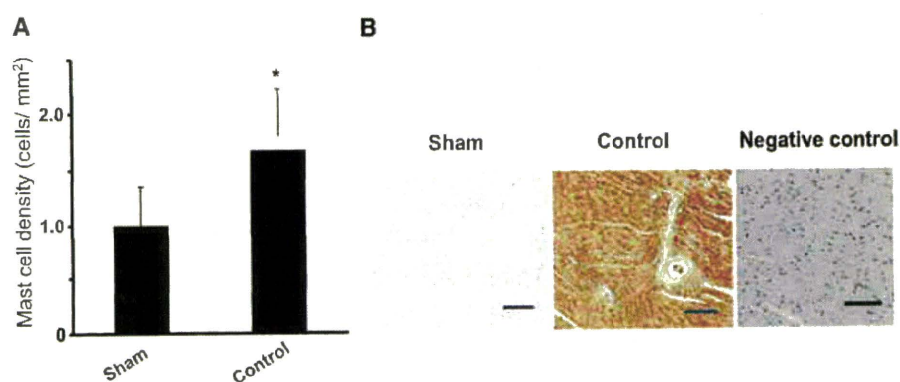 A
Mast cell density (cells/ mm²)
2.0
1.0
0
*
Sham
Control
B
Sham
Control
Negative control